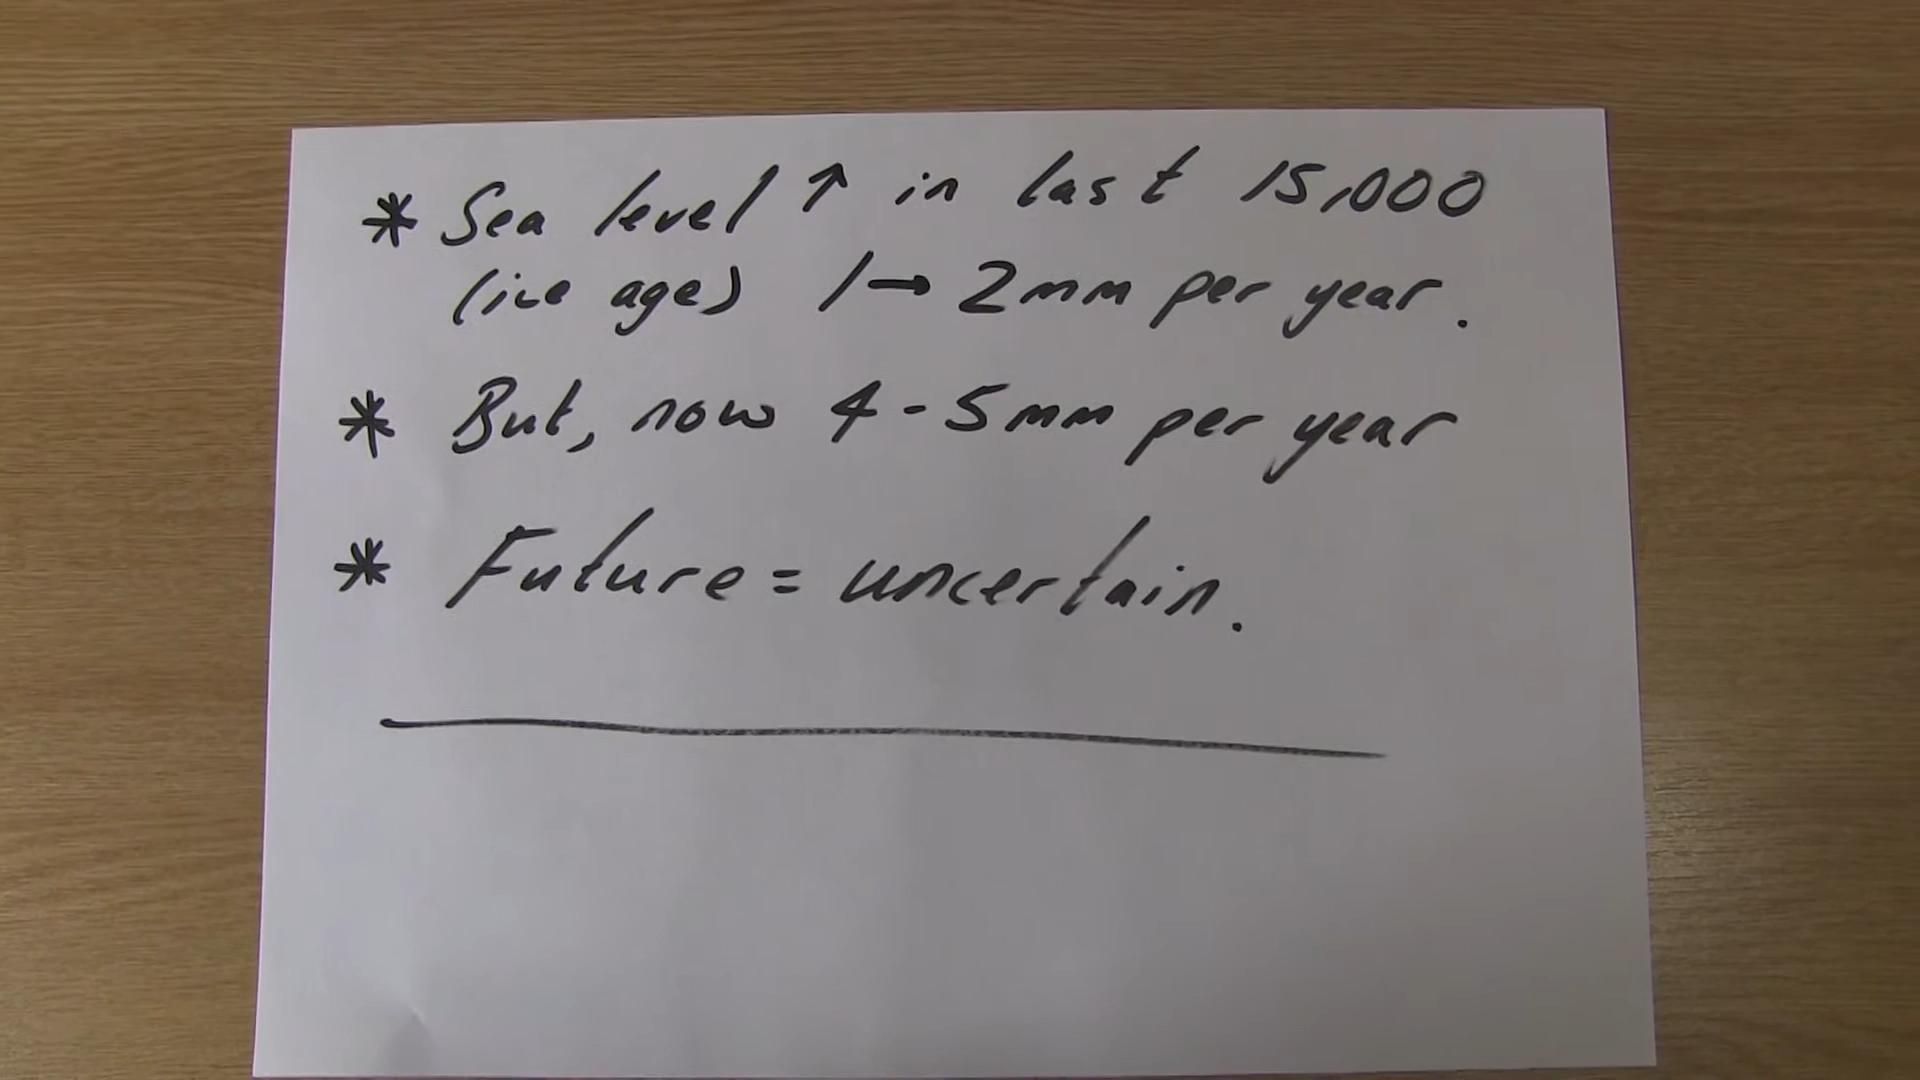 * Sea level ↑ in last 15,000
(ice age) 1 → 2mm per year.
* But, now 4-5mm per year
* Future = uncertain.